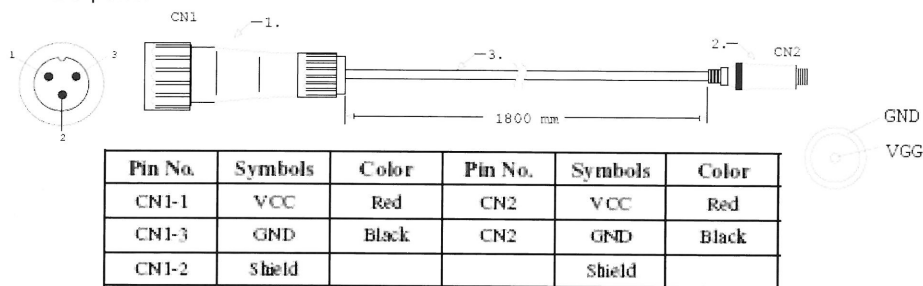 CN1
1.
1
3
2
3.
2.
CN2
1800 mm
GND
VGG
Pin No. Symbols Color Pin No. Symbols Color
CN1-1 VCC Red CN2 VCC Red
CN1-3 GND Black CN2 GND Black
CN1-2 Shield Shield